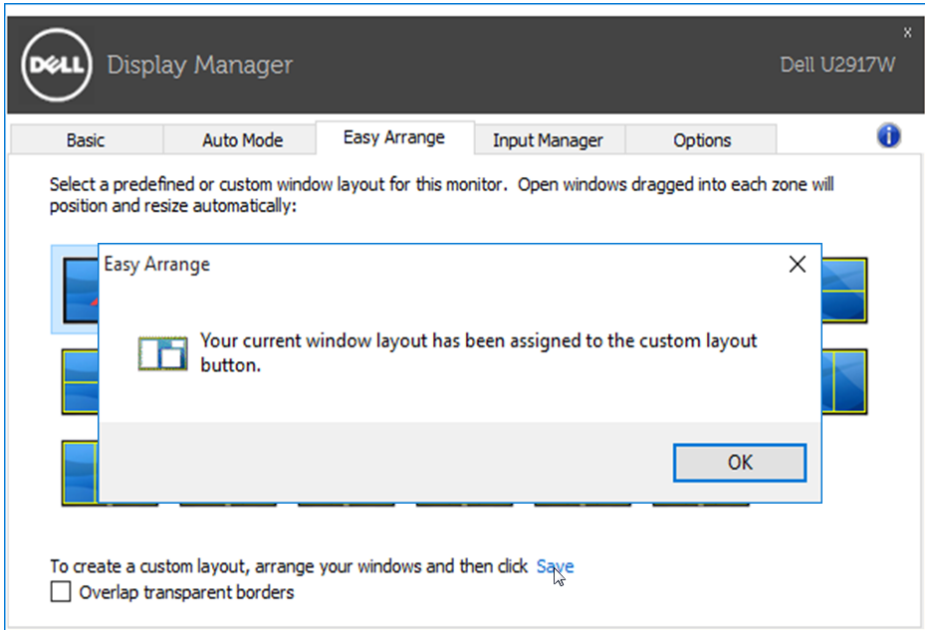 DELL
Display Manager
x
Dell U2917W
Basic
Auto Mode
Easy Arrange
Input Manager
Options
i
Select a predefined or custom window layout for this monitor. Open windows dragged into each zone will
position and resize automatically:
Easy Arrange
Your current window layout has been assigned to the custom layout
button.
OK
To create a custom layout, arrange your windows and then click Save
Overlap transparent borders